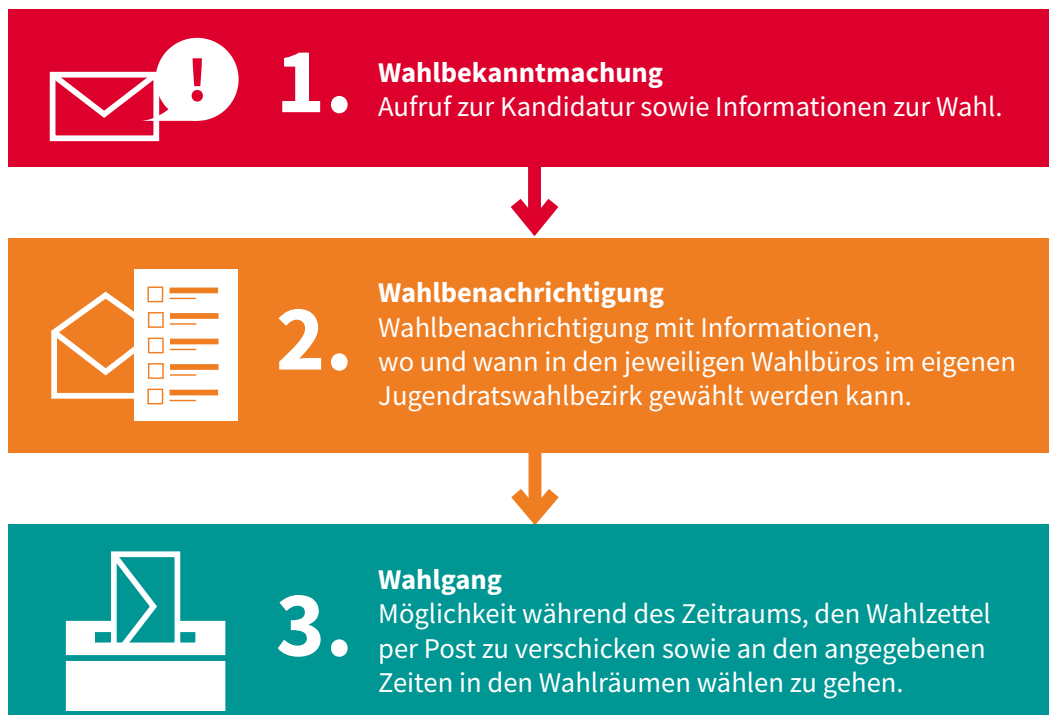 !
1.
Wahlbekanntmachung
Aufruf zur Kandidatur sowie Informationen zur Wahl.
2.
Wahlbenachrichtigung
Wahlbenachrichtigung mit Informationen,
wo und wann in den jeweiligen Wahlbüros im eigenen
Jugendratswahlbezirk gewählt werden kann.
3.
Wahlgang
Möglichkeit während des Zeitraums, den Wahlzettel
per Post zu verschicken sowie an den angegebenen
Zeiten in den Wahlräumen wählen zu gehen.